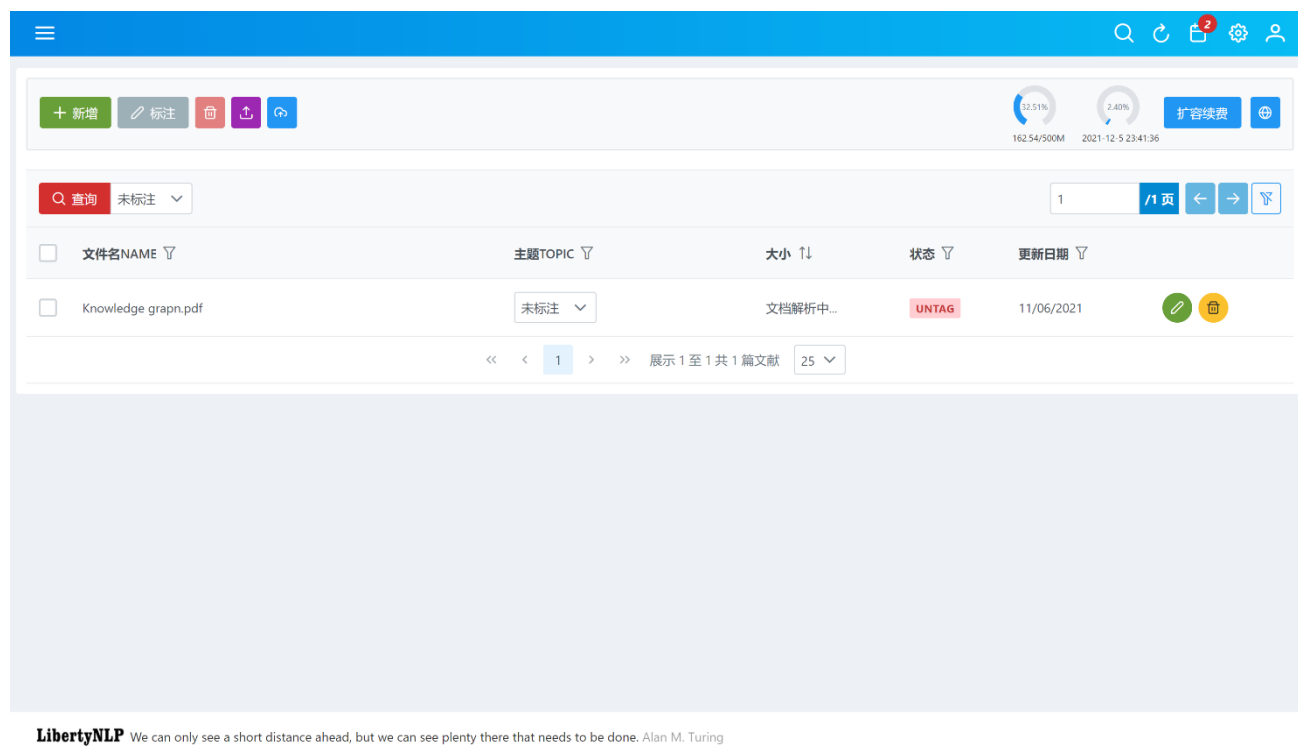 2
新增 标注
32.51% 2.40% 扩容续费
162.54/500M 2021-12-5 23:41:36
查询 未标注 1 /1 页
文件名NAME 主题TOPIC 大小 状态 更新日期
Knowledge grapn.pdf 未标注 文档解析中... UNTAG 11/06/2021
1 展示 1 至 1 共 1 篇文献 25
LibertyNLP We can only see a short distance ahead, but we can see plenty there that needs to be done. Alan M. Turing